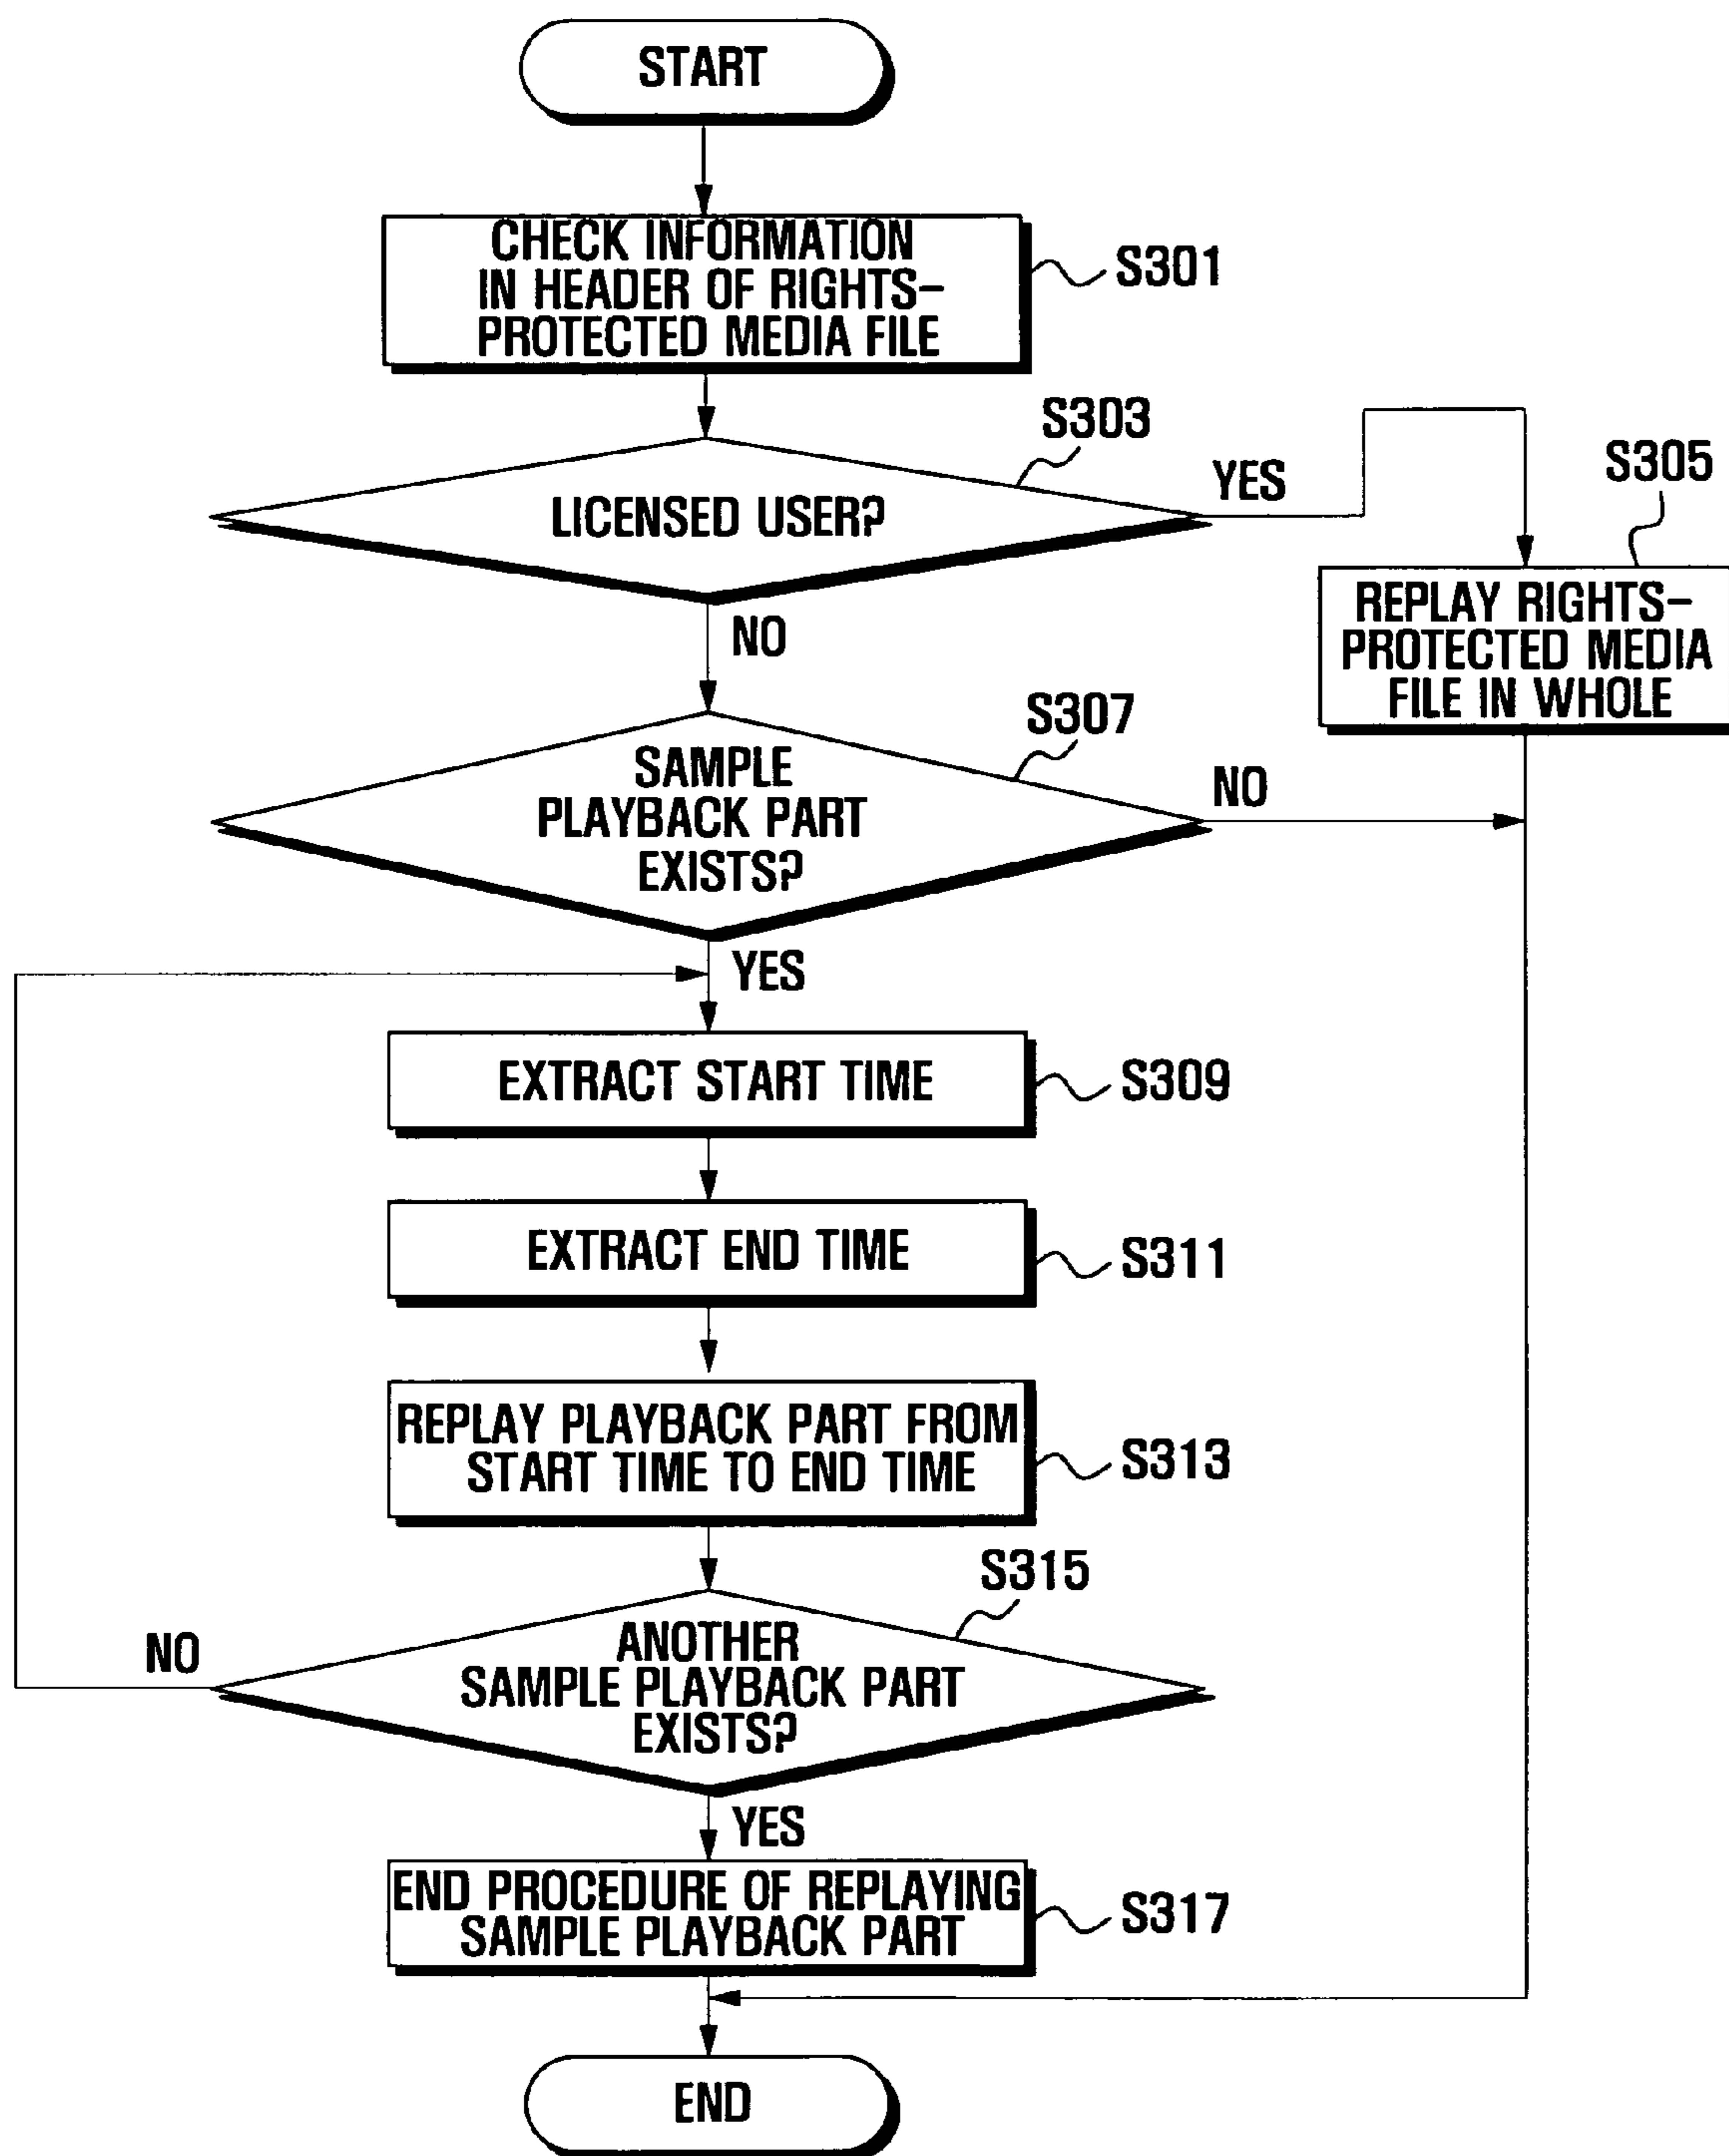 START
CHECK INFORMATION
IN HEADER OF RIGHTS-
PROTECTED MEDIA FILE
S301
S303
LICENSED USER?
YES
S305
REPLAY RIGHTS-
PROTECTED MEDIA
FILE IN WHOLE
NO
S307
SAMPLE
PLAYBACK PART
EXISTS?
NO
YES
EXTRACT START TIME
S309
EXTRACT END TIME
S311
REPLAY PLAYBACK PART FROM
START TIME TO END TIME
S313
S315
ANOTHER
SAMPLE PLAYBACK PART
EXISTS?
NO
YES
END PROCEDURE OF REPLAYING
SAMPLE PLAYBACK PART
S317
END